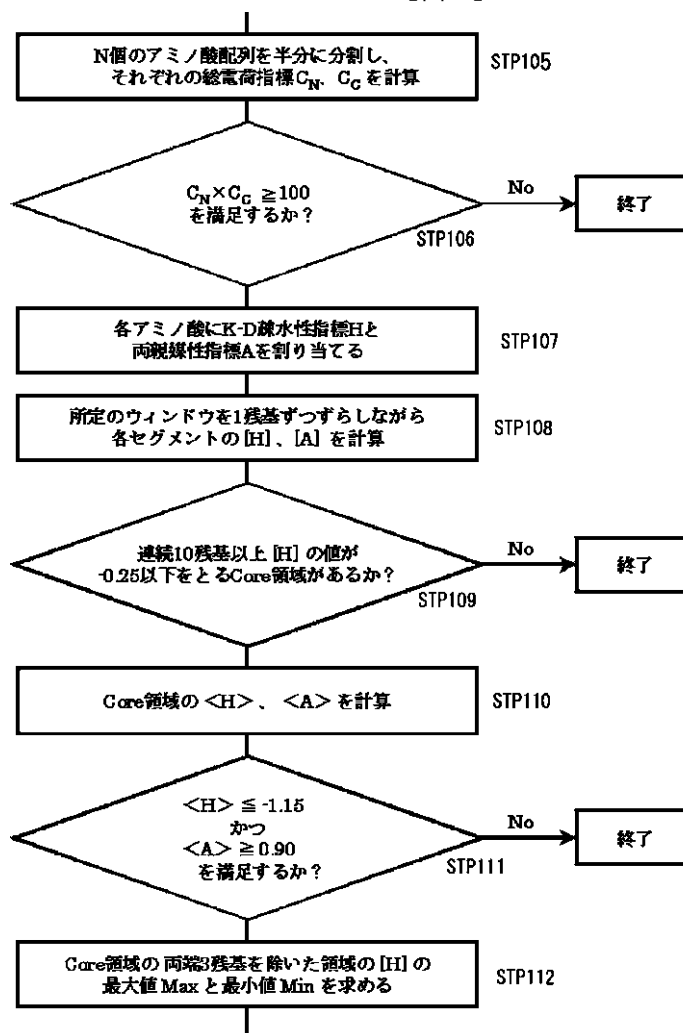 N個のアミノ酸配列を半分に分割し、
それぞれの総電荷指標CN、CCを計算
STP105
CN×CC ≧100
を満足するか？
STP106
No
終了
各アミノ酸にK-D疎水性指標Hと
両親媒性指標Aを割り当てる
STP107
所定のウィンドウを1残基ずつずらしながら
各セグメントの[H]、[A]を計算
STP108
連続10残基以上[H]の値が
-0.25以下をとるCore領域があるか？
STP109
No
終了
Core領域の<H>、<A>を計算
STP110
<H>≦-1.15
かつ
<A>≧0.90
を満足するか？
STP111
No
終了
Core領域の両端3残基を除いた領域の[H]の
最大値Maxと最小値Minを求める
STP112